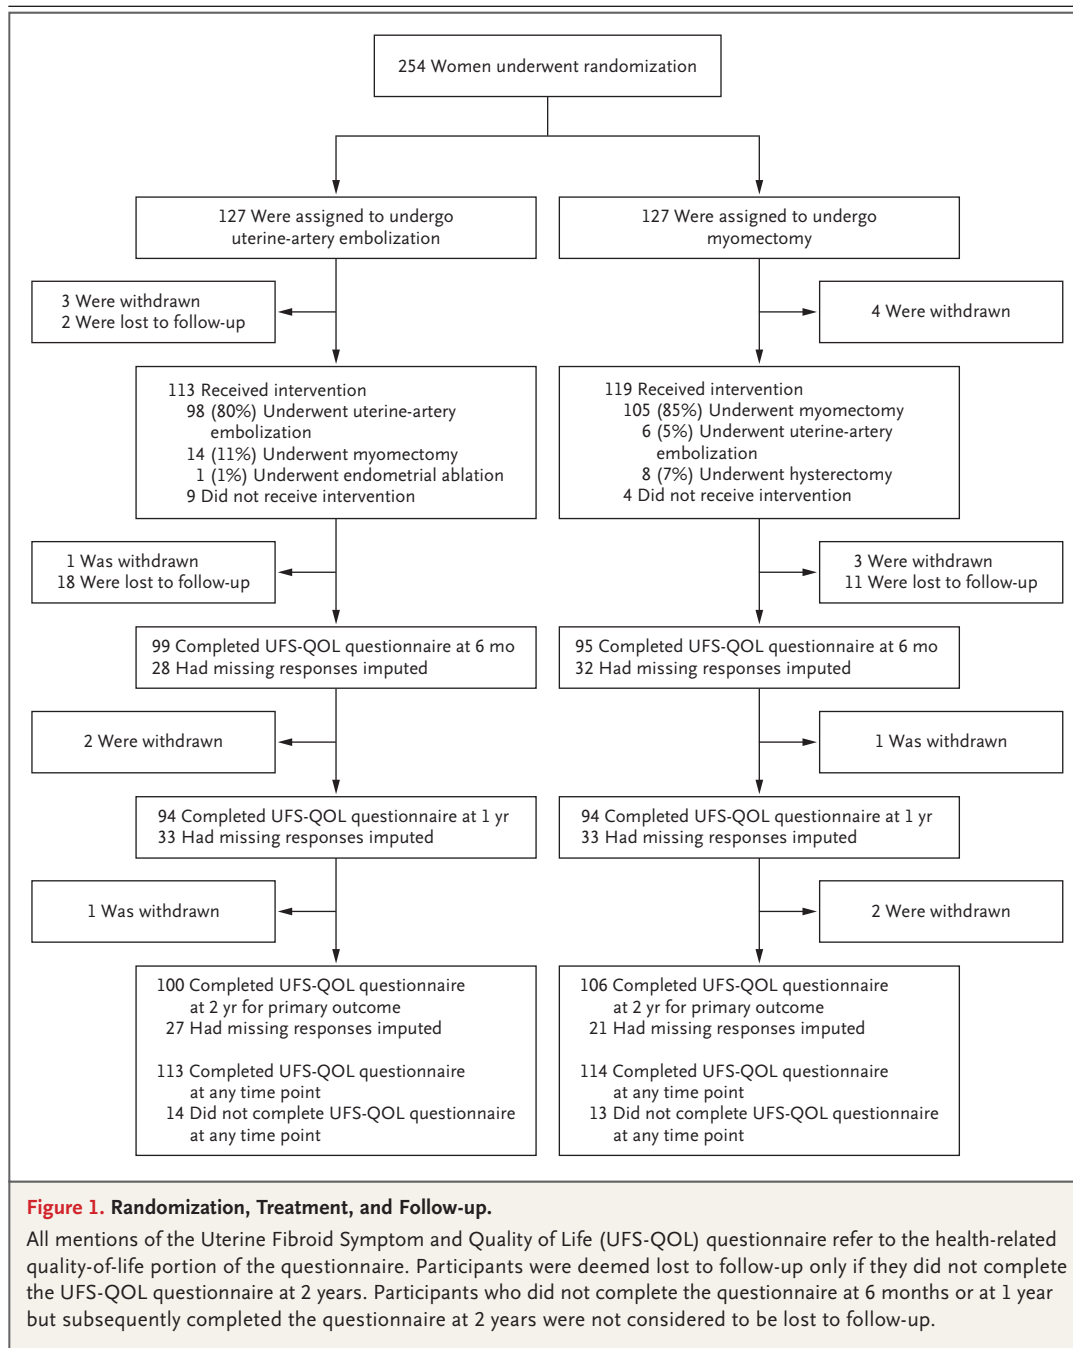 254 Women underwent randomization
127 Were assigned to undergo
uterine-artery embolization
127 Were assigned to undergo
myomectomy
3 Were withdrawn
2 Were lost to follow-up
4 Were withdrawn
113 Received intervention
98 (80%) Underwent uterine-artery
embolization
14 (11%) Underwent myomectomy
1 (1%) Underwent endometrial ablation
9 Did not receive intervention
119 Received intervention
105 (85%) Underwent myomectomy
6 (5%) Underwent uterine-artery
embolization
8 (7%) Underwent hysterectomy
4 Did not receive intervention
1 Was withdrawn
18 Were lost to follow-up
3 Were withdrawn
11 Were lost to follow-up
99 Completed UFS-QOL questionnaire at 6 mo
28 Had missing responses imputed
95 Completed UFS-QOL questionnaire at 6 mo
32 Had missing responses imputed
2 Were withdrawn
1 Was withdrawn
94 Completed UFS-QOL questionnaire at 1 yr
33 Had missing responses imputed
94 Completed UFS-QOL questionnaire at 1 yr
33 Had missing responses imputed
1 Was withdrawn
2 Were withdrawn
100 Completed UFS-QOL questionnaire
at 2 yr for primary outcome
27 Had missing responses imputed
113 Completed UFS-QOL questionnaire
at any time point
14 Did not complete UFS-QOL questionnaire
at any time point
106 Completed UFS-QOL questionnaire
at 2 yr for primary outcome
21 Had missing responses imputed
114 Completed UFS-QOL questionnaire
at any time point
13 Did not complete UFS-QOL questionnaire
at any time point
Figure 1. Randomization, Treatment, and Follow-up.
All mentions of the Uterine Fibroid Symptom and Quality of Life (UFS-QOL) questionnaire refer to the health-related
quality-of-life portion of the questionnaire. Participants were deemed lost to follow-up only if they did not complete
the UFS-QOL questionnaire at 2 years. Participants who did not complete the questionnaire at 6 months or at 1 year
but subsequently completed the questionnaire at 2 years were not considered to be lost to follow-up.